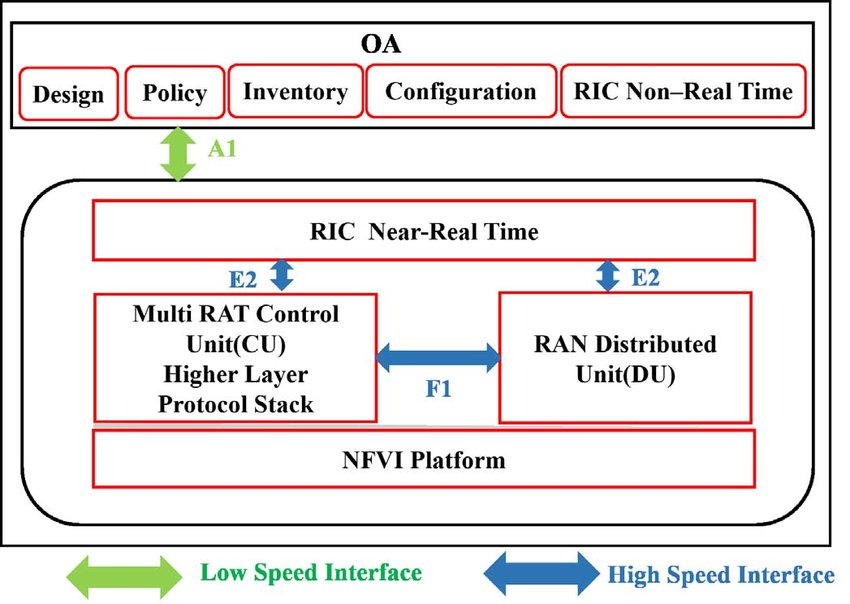 OA
Design
Policy
Inventory
Configuration
RIC Non–Real Time
A1
RIC Near-Real Time
E2
E2
Multi RAT Control
Unit(CU)
Higher Layer
Protocol Stack
F1
RAN Distributed
Unit(DU)
NFVI Platform
Low Speed Interface
High Speed Interface